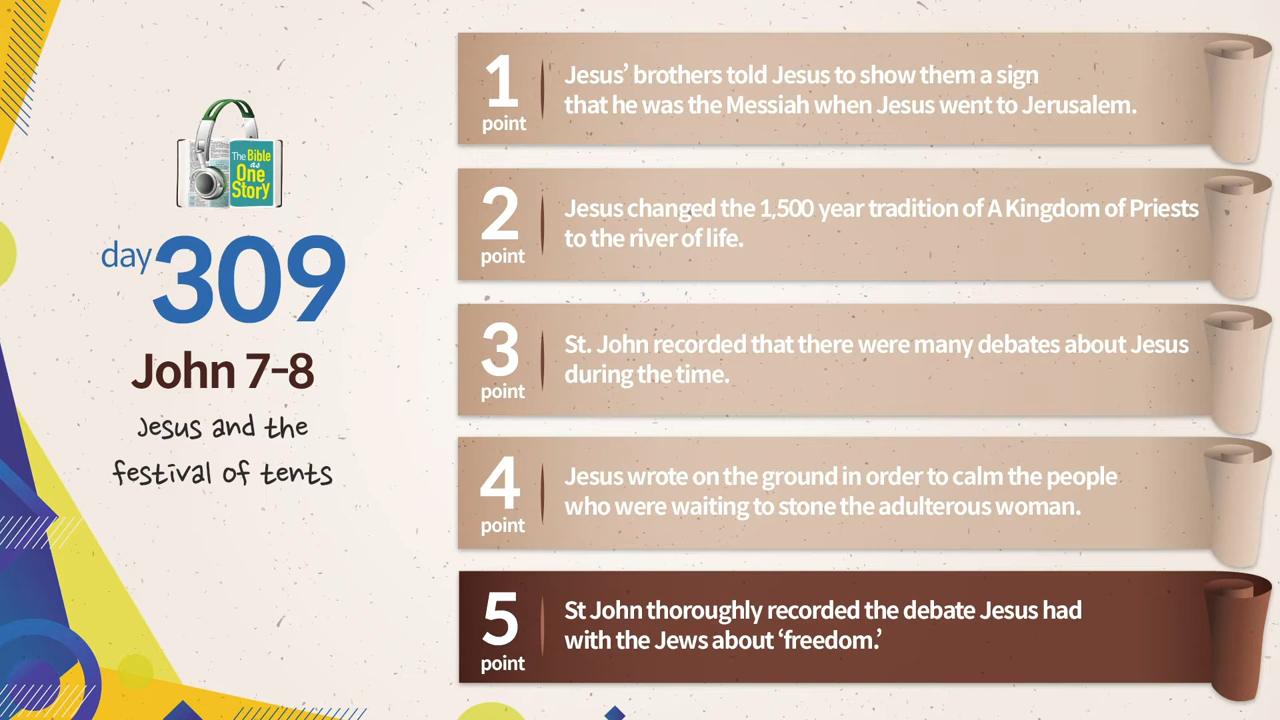 The Bible
as
One
Story
day 309
John 7-8
Jesus and the
festival of tents
1
point
Jesus’ brothers told Jesus to show them a sign
that he was the Messiah when Jesus went to Jerusalem.
2
point
Jesus changed the 1,500 year tradition of A Kingdom of Priests
to the river of life.
3
point
St. John recorded that there were many debates about Jesus
during the time.
4
point
Jesus wrote on the ground in order to calm the people
who were waiting to stone the adulterous woman.
5
point
St John thoroughly recorded the debate Jesus had
with the Jews about ‘freedom.’